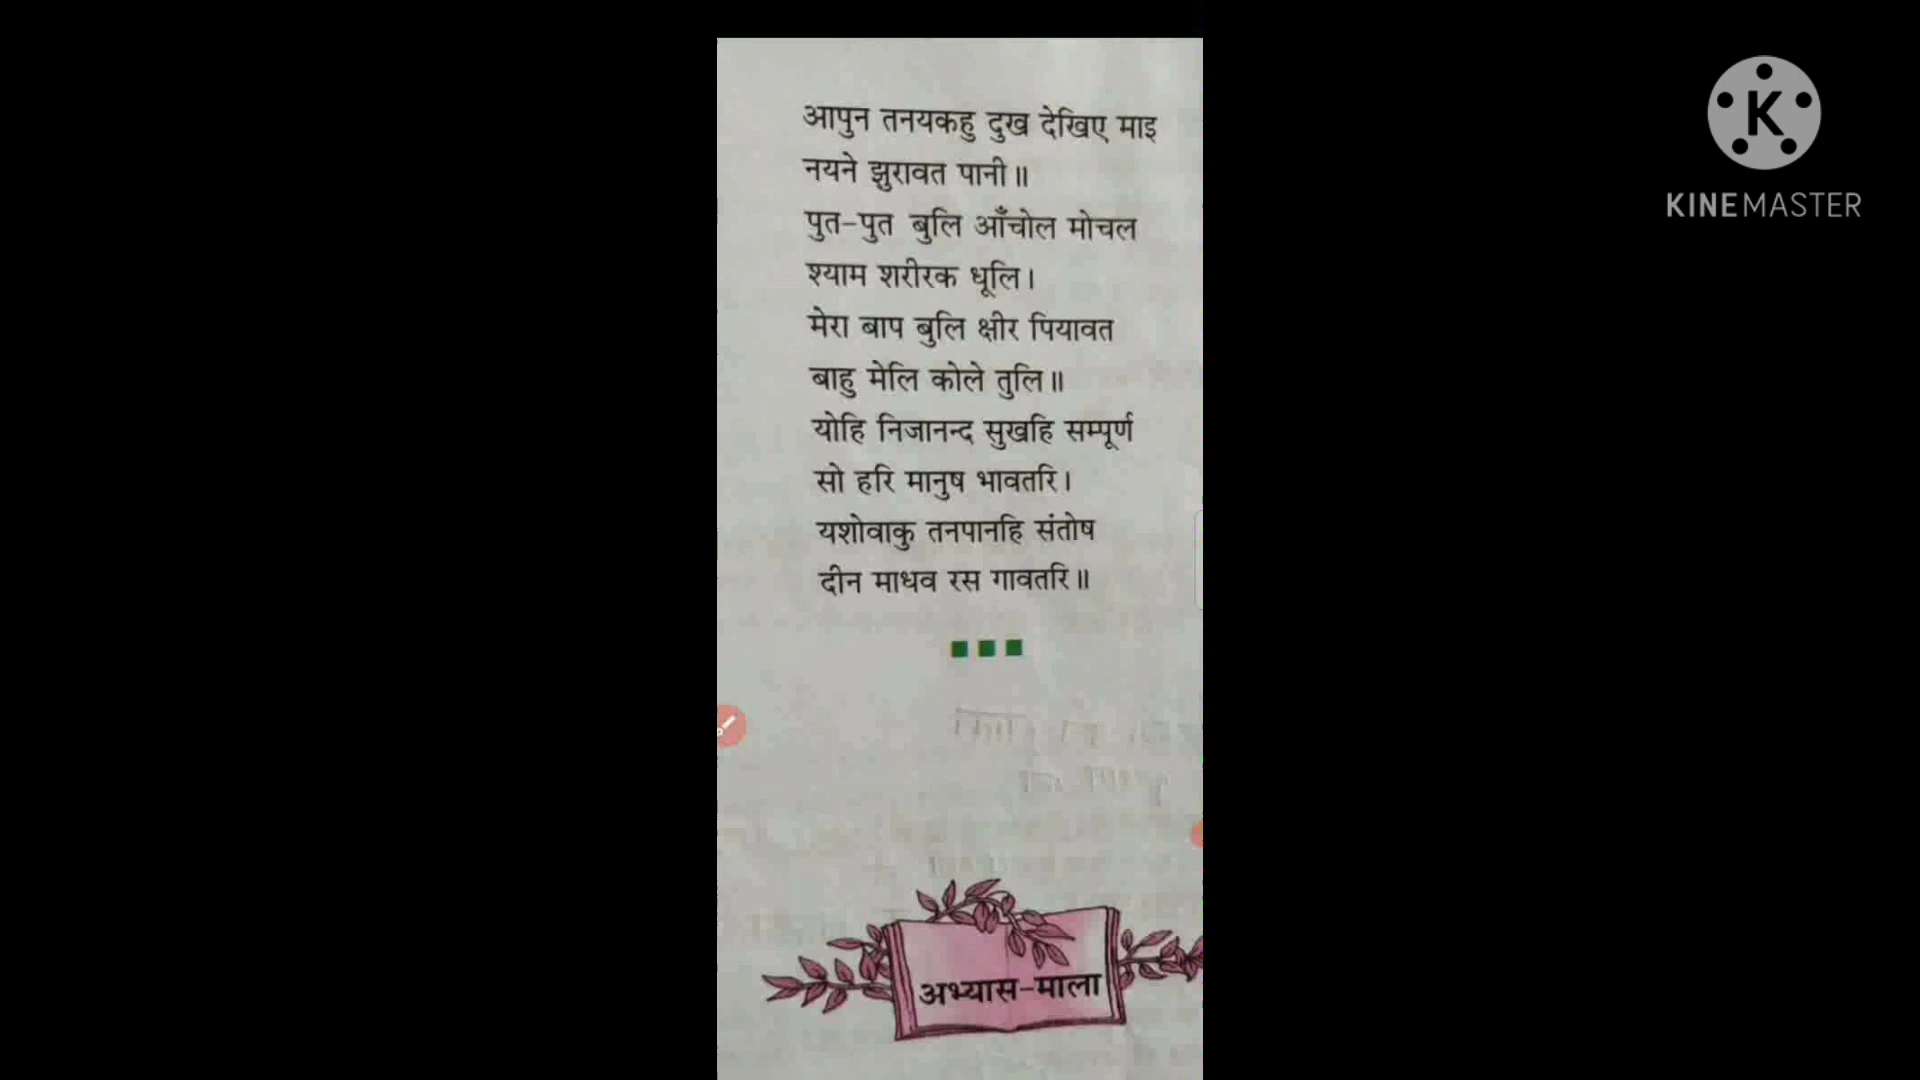 आपुन तनयकहु दुख देखिए माइ
नयने झुरावत पानी॥
पुत-पुत बुलि आँचोल मोचल
श्याम शरीरक धूलि।
मेरा बाप बुलि क्षीर पियावत
बाहु मेलि कोले तुलि॥
योहि निजानन्द सुखहि सम्पूर्ण
सो हरि मानुष भावतरि।
यशोवाकु तनपानहि संतोष
दीन माधव रस गावतरि॥
अभ्यास-माला
K
KINEMASTER